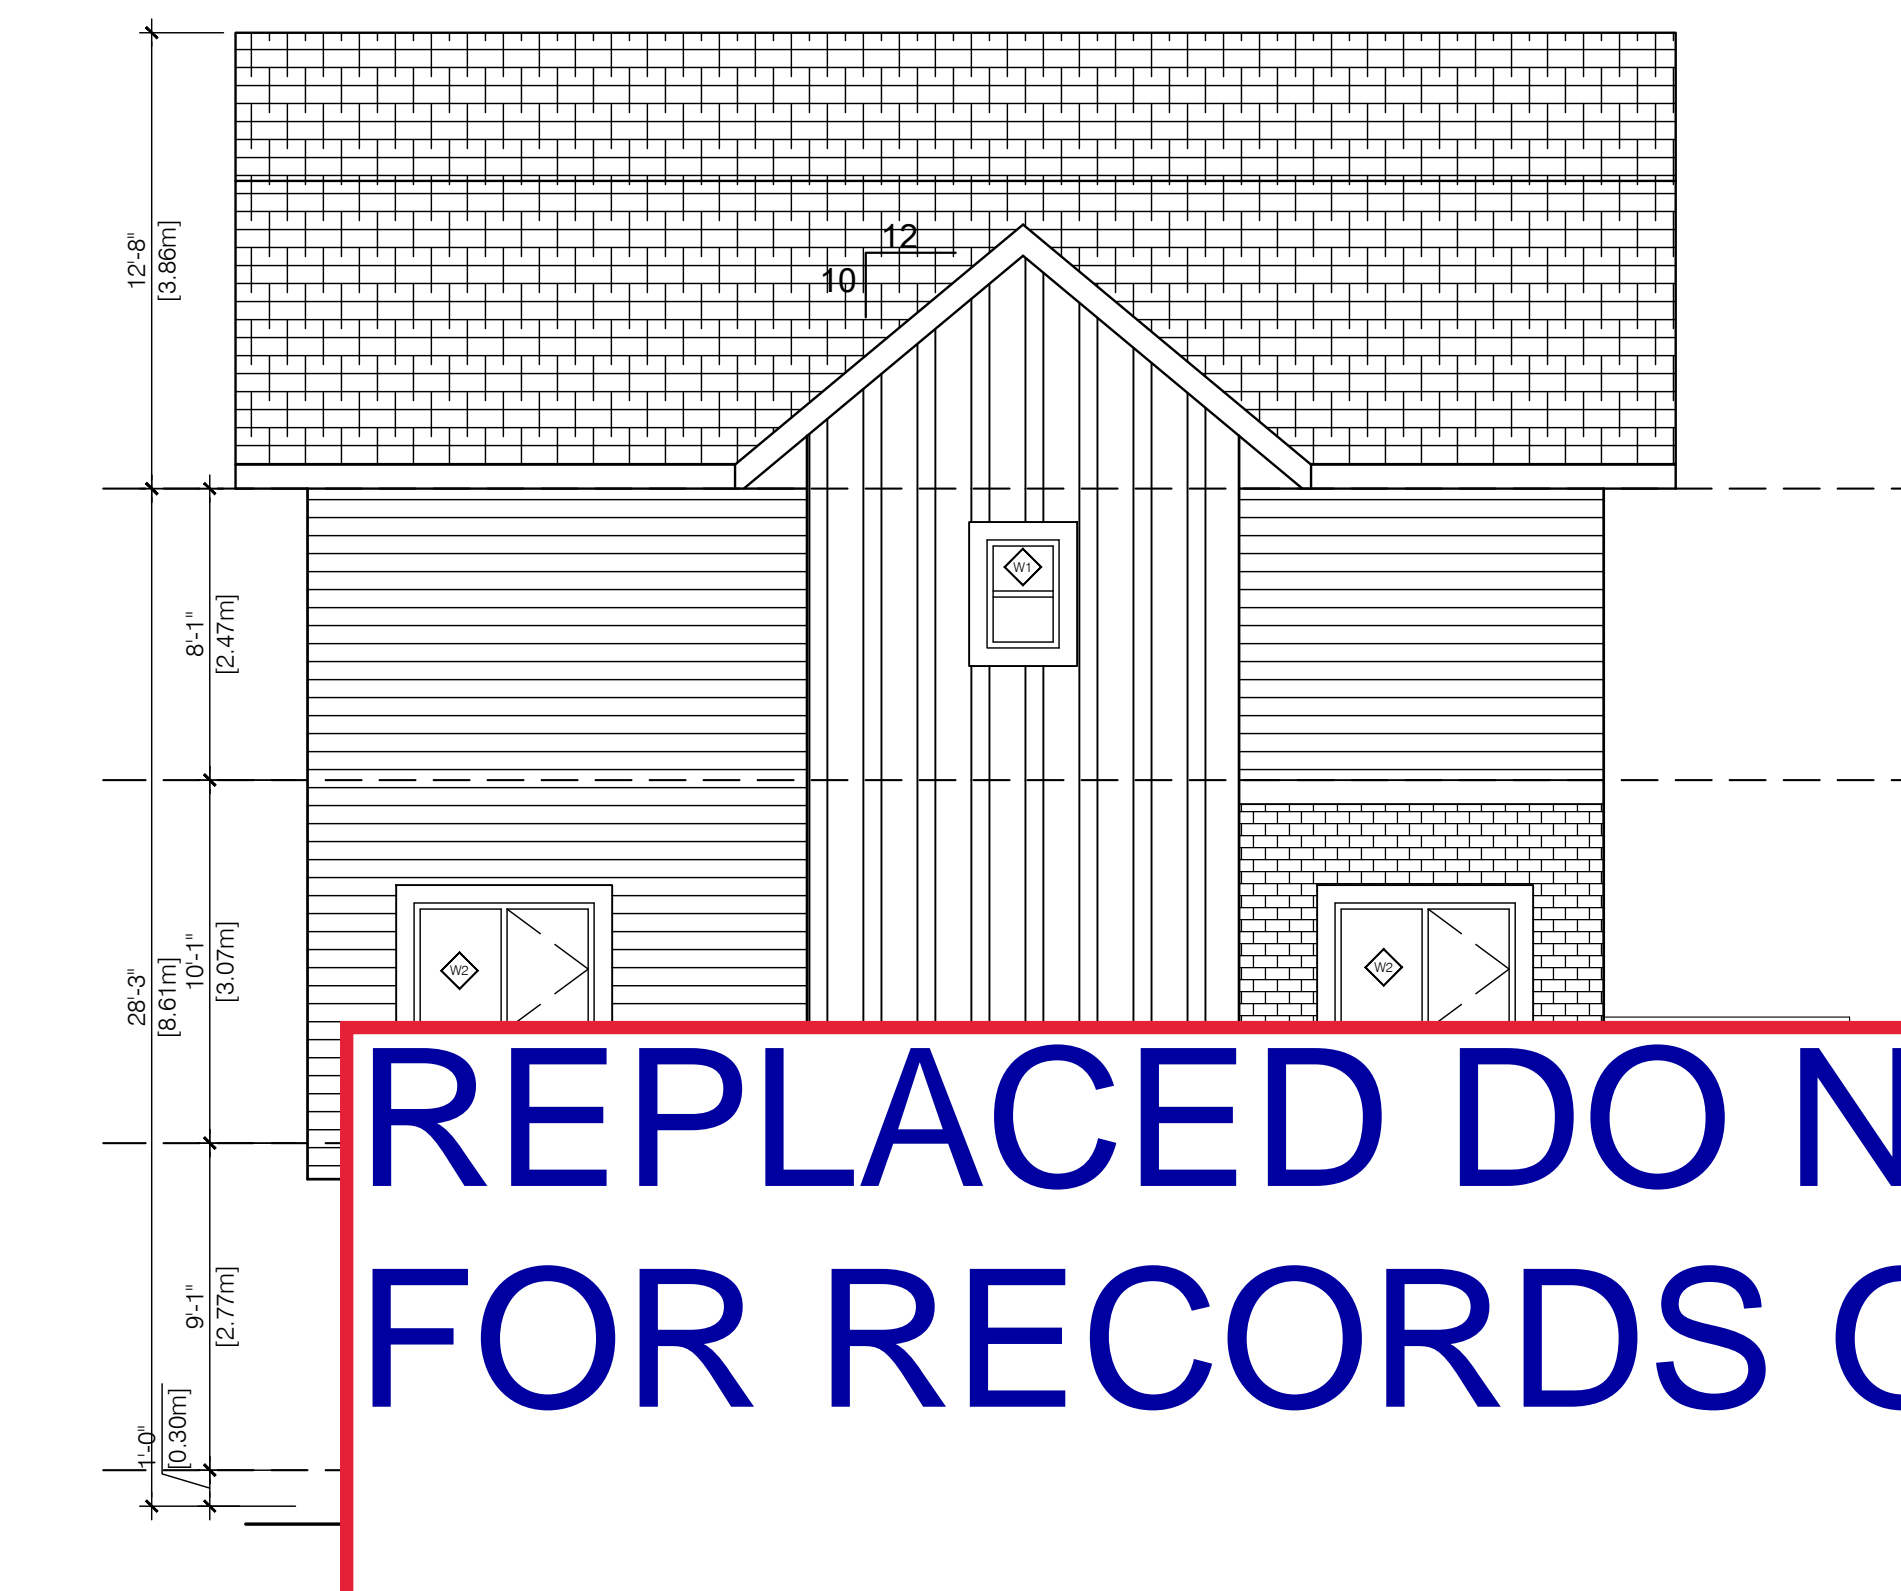 12
10
12'-8"
[3.86m]
W1
8'-1"
[2.47m]
W2
W2
28'-3"
[8.61m]
10'-1"
[3.07m]
REPLACED DO N
FOR RECORDS
9'-1"
[2.77m]
1'-0"
[0.30m]